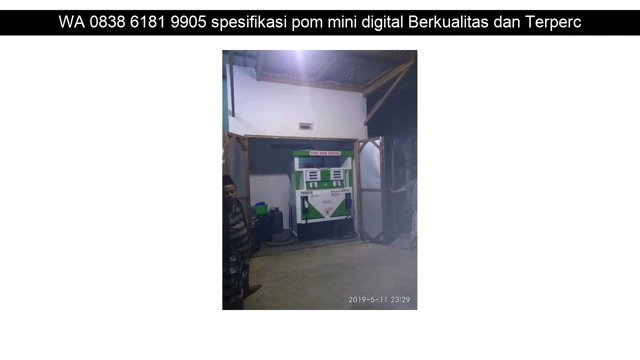 WA 0838 6181 9905 spesifikasi pom mini digital Berkualitas dan Terperc
2019-5-11 23:29